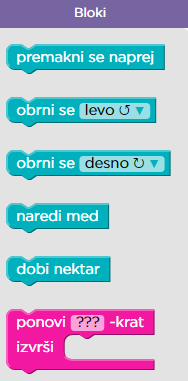 Bloki
premakni se naprej
obrni se levo ↺ ▼
obrni se desno ↻ ▼
naredi med
dobi nektar
ponovi ??? -krat
izvrši